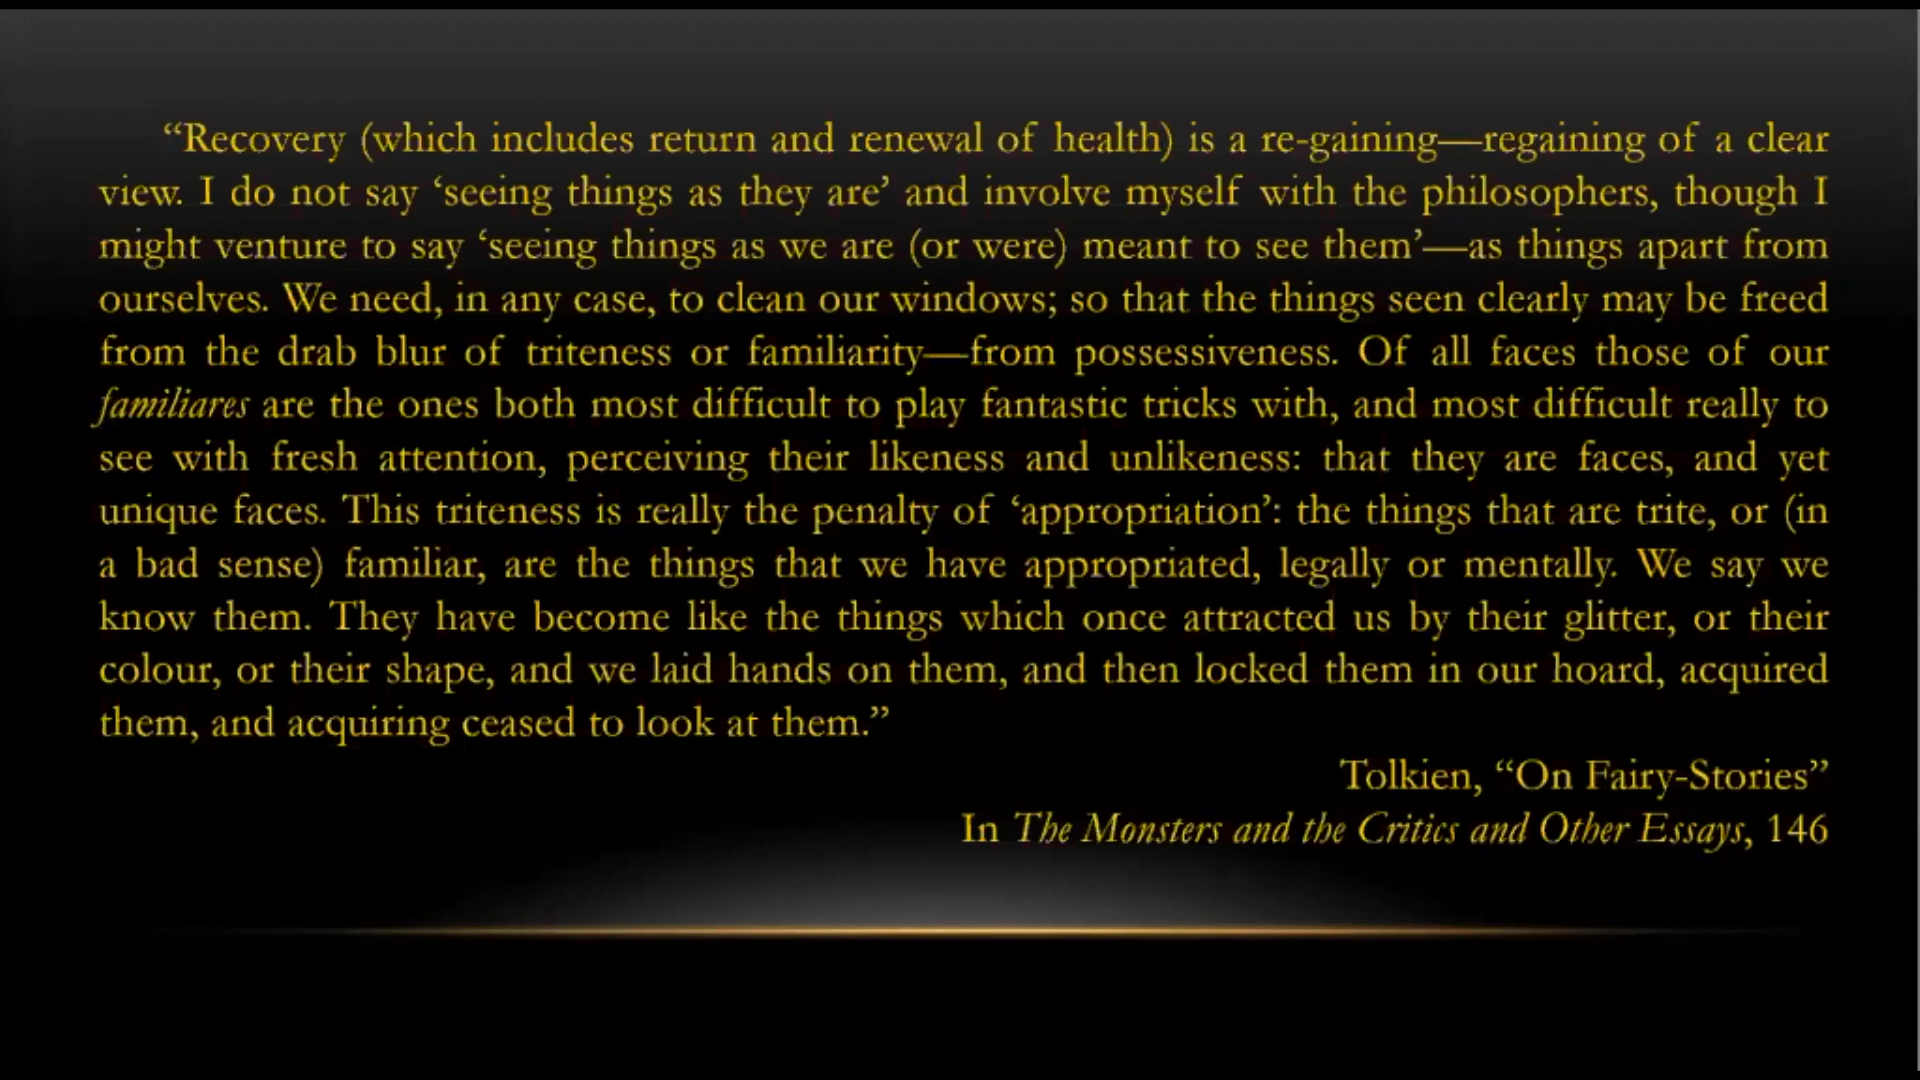 “Recovery (which includes return and renewal of health) is a re-gaining—regaining of a clear
view. I do not say ‘seeing things as they are’ and involve myself with the philosophers, though I
might venture to say ‘seeing things as we are (or were) meant to see them’—as things apart from
ourselves. We need, in any case, to clean our windows; so that the things seen clearly may be freed
from the drab blur of triteness or familiarity—from possessiveness. Of all faces those of our
familiares are the ones both most difficult to play fantastic tricks with, and most difficult really to
see with fresh attention, perceiving their likeness and unlikeness: that they are faces, and yet
unique faces. This triteness is really the penalty of ‘appropriation’: the things that are trite, or (in
a bad sense) familiar, are the things that we have appropriated, legally or mentally. We say we
know them. They have become like the things which once attracted us by their glitter, or their
colour, or their shape, and we laid hands on them, and then locked them in our hoard, acquired
them, and acquiring ceased to look at them.”
Tolkien, “On Fairy-Stories”
In The Monsters and the Critics and Other Essays, 146